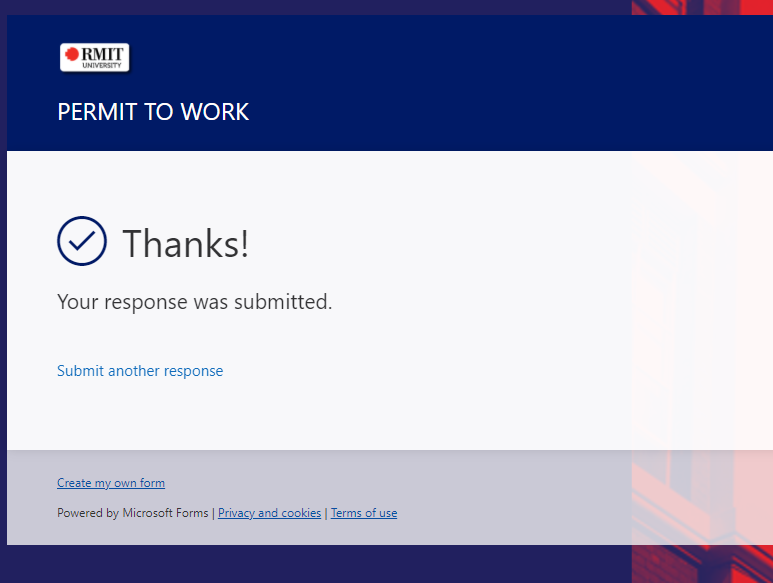 RMIT
UNIVERSITY
PERMIT TO WORK
Thanks!
Your response was submitted.
Submit another response
Create my own form
Powered by Microsoft Forms | Privacy and cookies | Terms of use